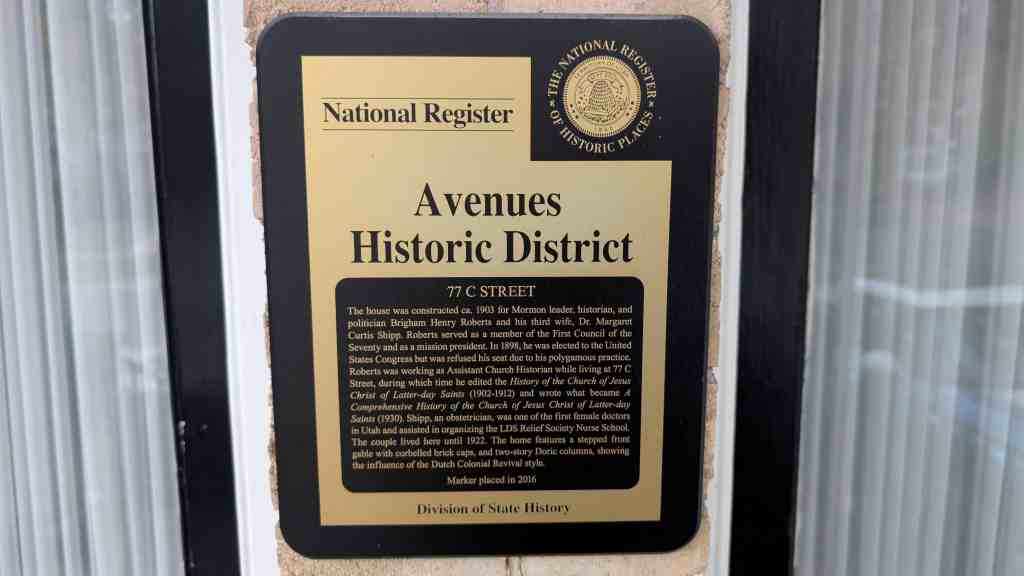 THE NATIONAL REGISTER
OF HISTORIC PLACES
National Register
Avenues
Historic District
77 C STREET
The house was constructed ca. 1903 for Mormon leader, historian, and
politician Brigham Henry Roberts and his third wife, Dr. Margaret
Curtis Shipp. Roberts served as a member of the First Council of the
Seventy and as a mission president. In 1898, he was elected to the United
States Congress but was refused his seat due to his polygamous practice.
Roberts was working as Assistant Church Historian while living at 77 C
Street, during which time he edited the History of the Church of Jesus
Christ of Latter-day Saints (1902-1912) and wrote what became A
Comprehensive History of the Church of Jesus Christ of Latter-day
Saints (1930). Shipp, an obstetrician, was one of the first female doctors
in Utah and assisted in organizing the LDS Relief Society Nurse School.
The couple lived here until 1922. The home features a stepped front
gable with corbelled brick caps, and two-story Doric columns, showing
the influence of the Dutch Colonial Revival style.
Marker placed in 2016
Division of State History